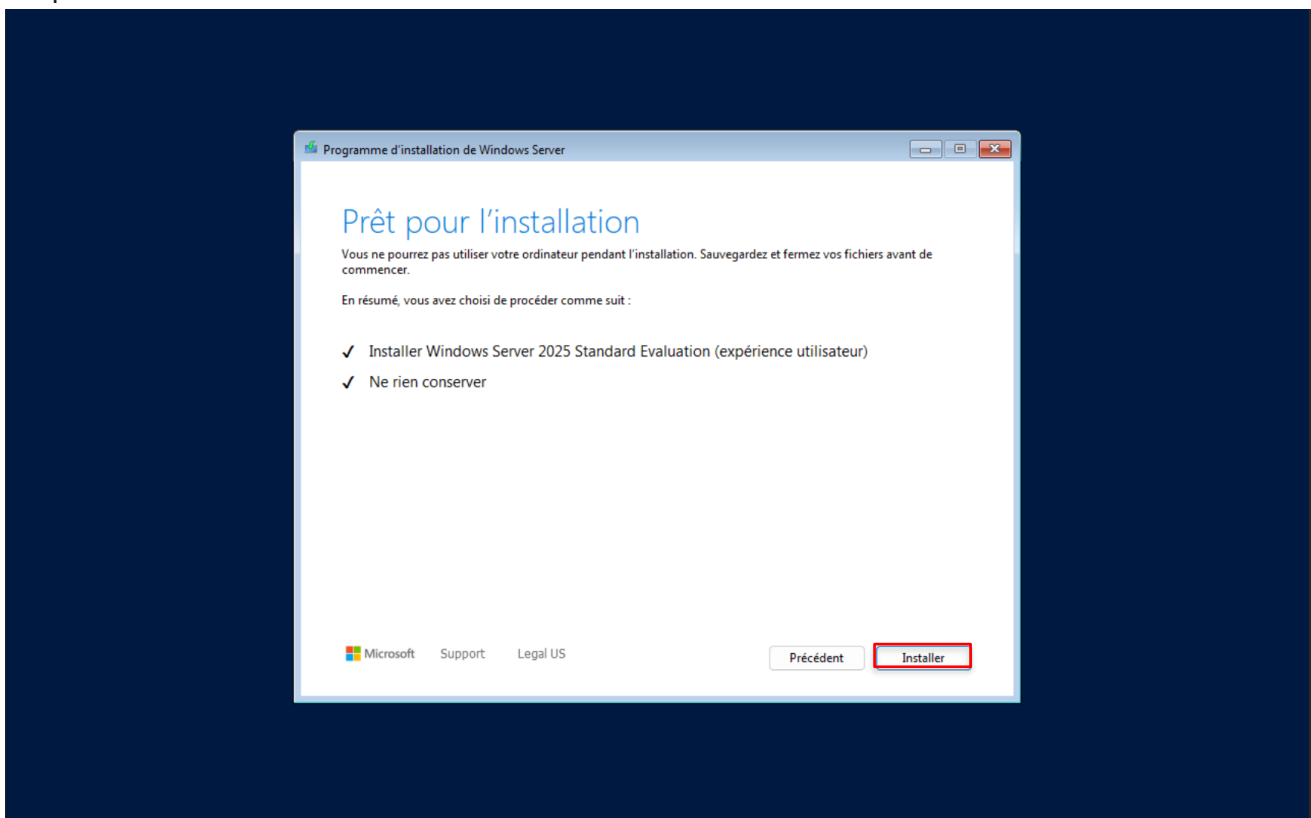 Programme d'installation de Windows Server
Prêt pour l'installation
Vous ne pourrez pas utiliser votre ordinateur pendant l'installation. Sauvegardez et fermez vos fichiers avant de
commencer.
En résumé, vous avez choisi de procéder comme suit :
✓ Installer Windows Server 2025 Standard Evaluation (expérience utilisateur)
✓ Ne rien conserver
Microsoft Support Legal US Précédent Installer